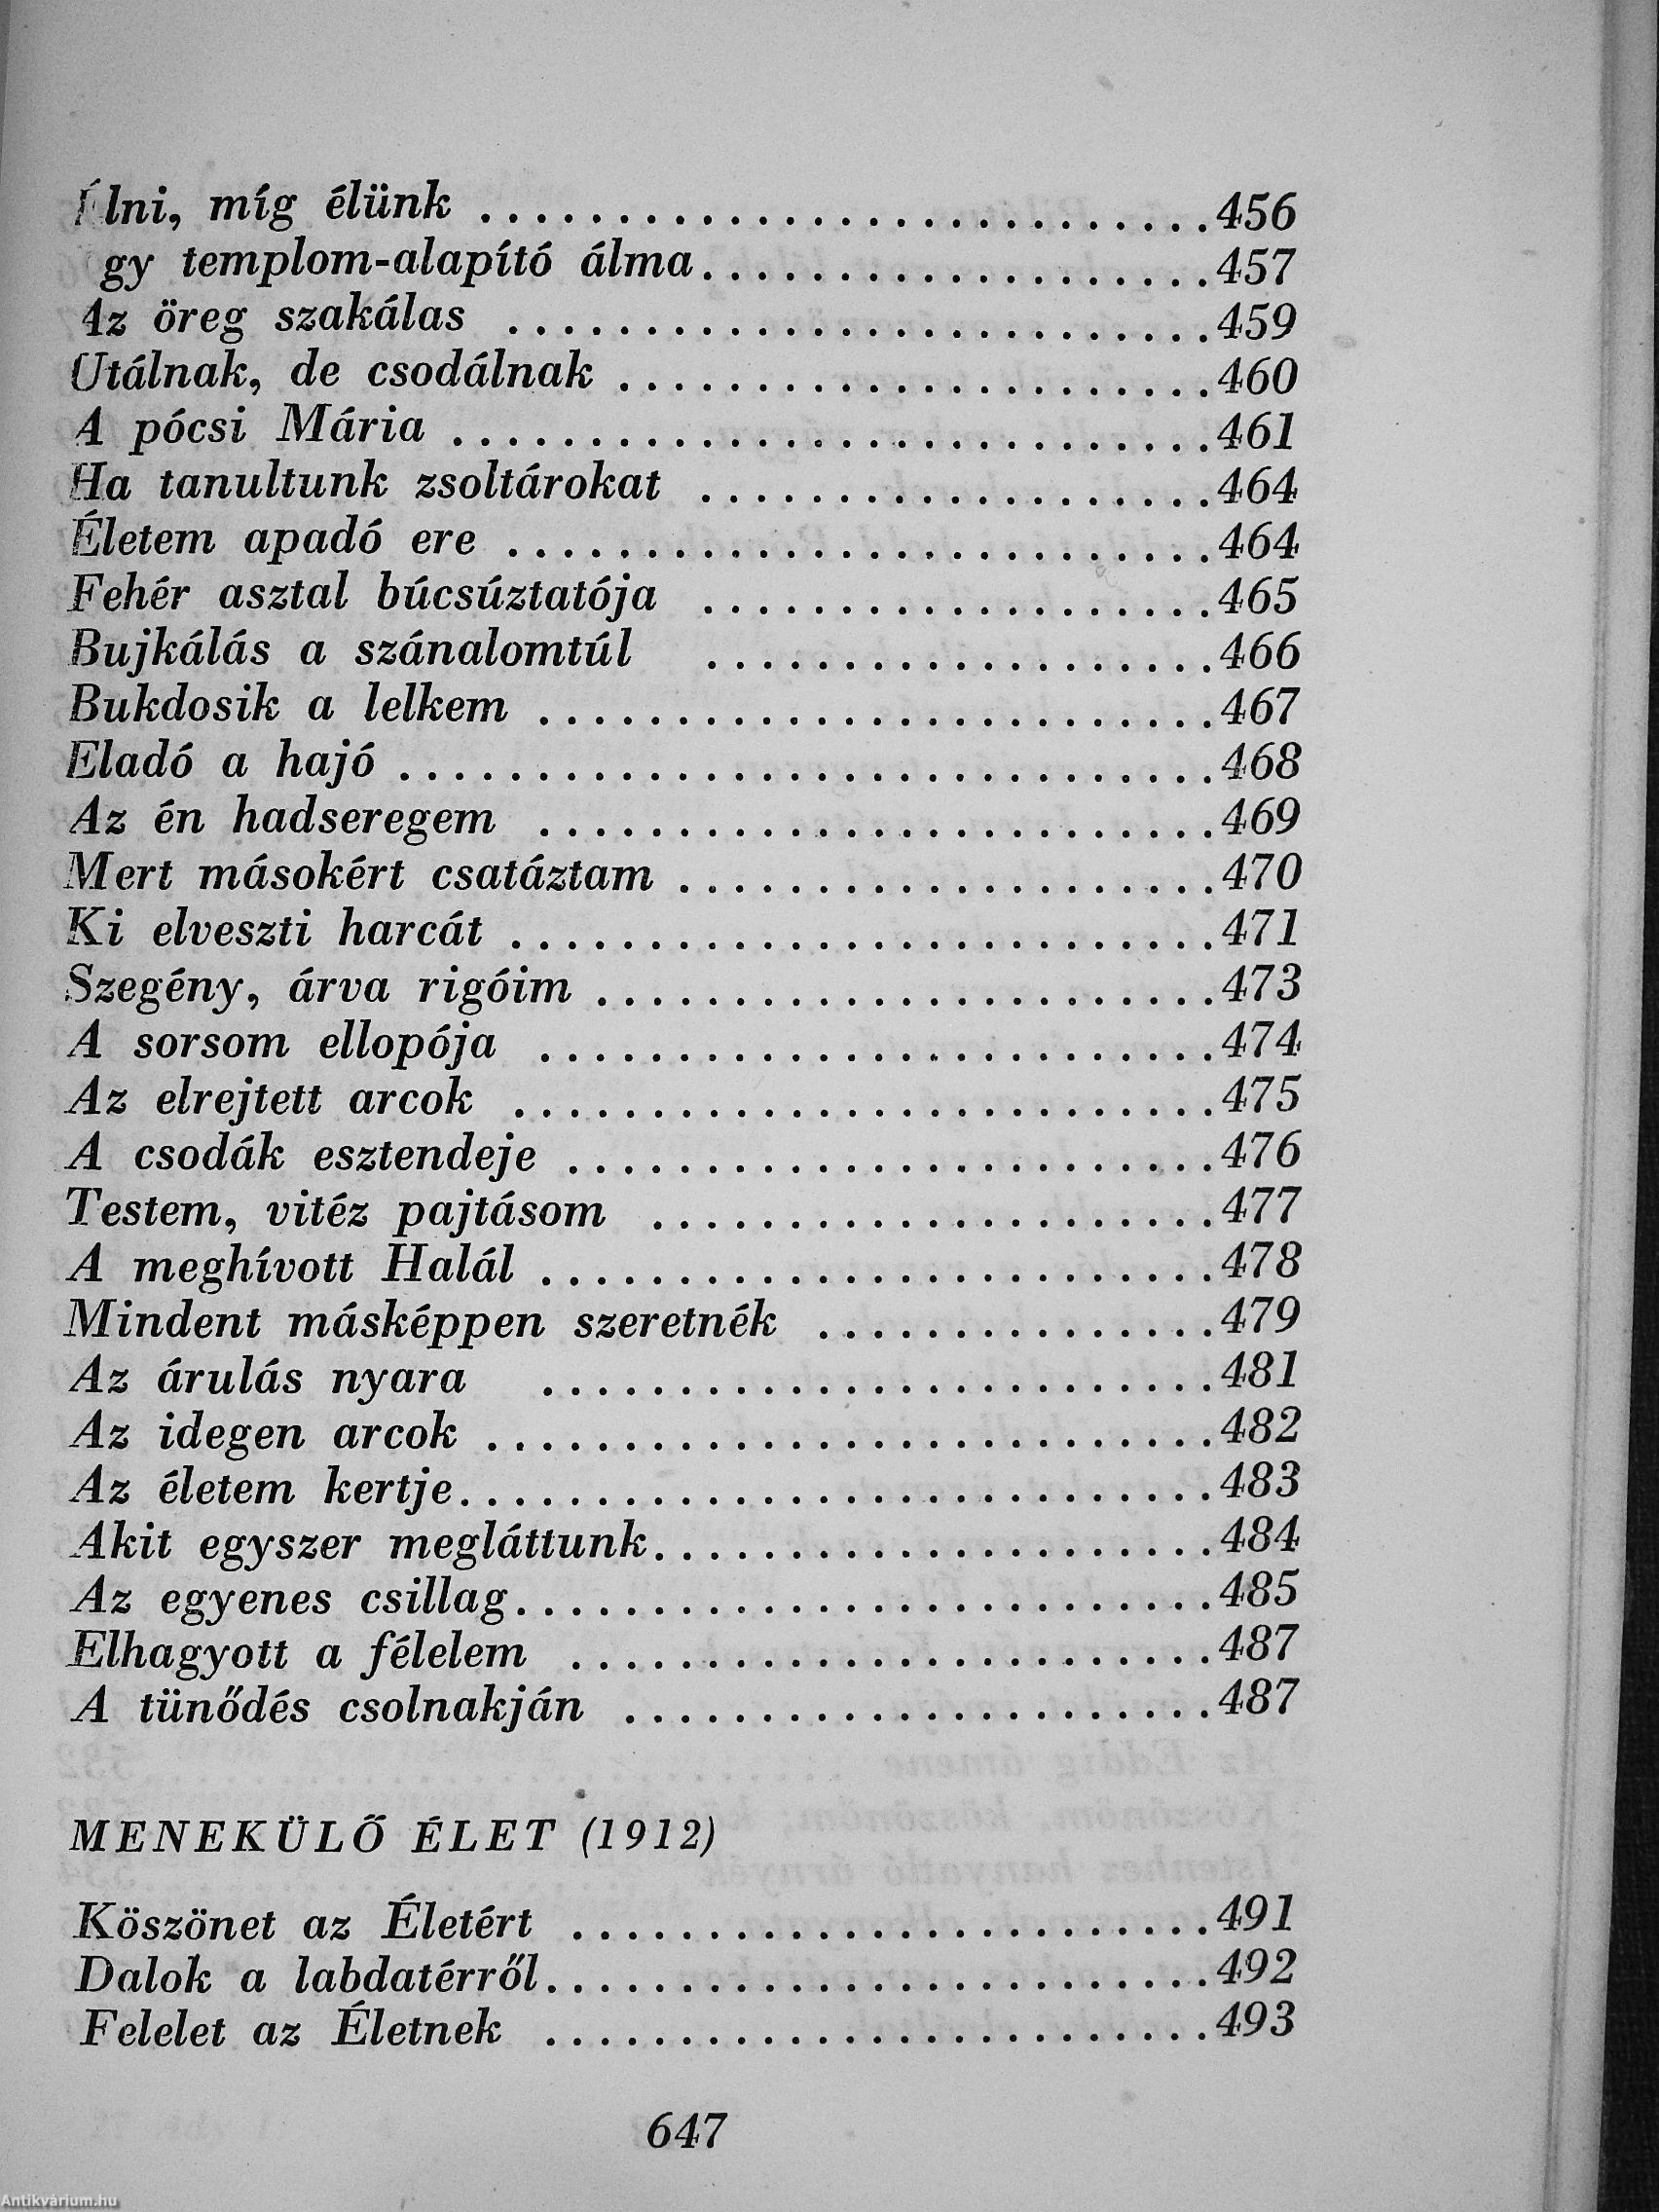 Élni, míg élünk . . . . . . . . . . . . . . . . . . . . . . . . . . . 456
gy templom-alapító álma. . . . . . . . . . . . . . . . . . . 457
Az öreg szakálas . . . . . . . . . . . . . . . . . . . . . . . . . . 459
Utálnak, de csodálnak . . . . . . . . . . . . . . . . . . . . . . 460
A pócsi Mária . . . . . . . . . . . . . . . . . . . . . . . . . . . . 461
Ha tanultunk zsoltárokat . . . . . . . . . . . . . . . . . . . 464
Életem apadó ere . . . . . . . . . . . . . . . . . . . . . . . . . . 464
Fehér asztal búcsúztatója . . . . . . . . . . . . . . . . . . . 465
Bujkálás a szánalomtúl . . . . . . . . . . . . . . . . . . . 466
Bukdosik a lelkem . . . . . . . . . . . . . . . . . . . . . . . . . 467
Eladó a hajó . . . . . . . . . . . . . . . . . . . . . . . . . . . . . . 468
Az én hadseregem . . . . . . . . . . . . . . . . . . . . . . . . . 469
Mert másokért csatáztam . . . . . . . . . . . . . . . . . . . . 470
Ki elveszti harcát . . . . . . . . . . . . . . . . . . . . . . . . . . 471
Szegény, árva rigóim . . . . . . . . . . . . . . . . . . . . . . . 473
A sorsom ellopója . . . . . . . . . . . . . . . . . . . . . . . . . 474
Az elrejtett arcok . . . . . . . . . . . . . . . . . . . . . . . . . . 475
A csodák esztendeje . . . . . . . . . . . . . . . . . . . . . . . . 476
Testem, vitéz pajtásom . . . . . . . . . . . . . . . . . . . . . 477
A meghívott Halál . . . . . . . . . . . . . . . . . . . . . . . . . 478
Mindent másképpen szeretnék . . . . . . . . . . . . . . . 479
Az árulás nyara . . . . . . . . . . . . . . . . . . . . . . . . . 481
Az idegen arcok . . . . . . . . . . . . . . . . . . . . . . . . . . . 482
Az életem kertje. . . . . . . . . . . . . . . . . . . . . . . . . . . . 483
Akit egyszer megláttunk. . . . . . . . . . . . . . . . . . . . . 484
Az egyenes csillag. . . . . . . . . . . . . . . . . . . . . . . . . . 485
Elhagyott a félelem . . . . . . . . . . . . . . . . . . . . . . . . 487
A tünődés csolnakján . . . . . . . . . . . . . . . . . . . . . . 487
MENEKÜLŐ ÉLET (1912)
Köszönet az Életért . . . . . . . . . . . . . . . . . . . . . . . . 491
Dalok a labdatérről. . . . . . . . . . . . . . . . . . . . . . . . . 492
Felelet az Életnek . . . . . . . . . . . . . . . . . . . . . . . . . 493
647
Antikvárium.hu